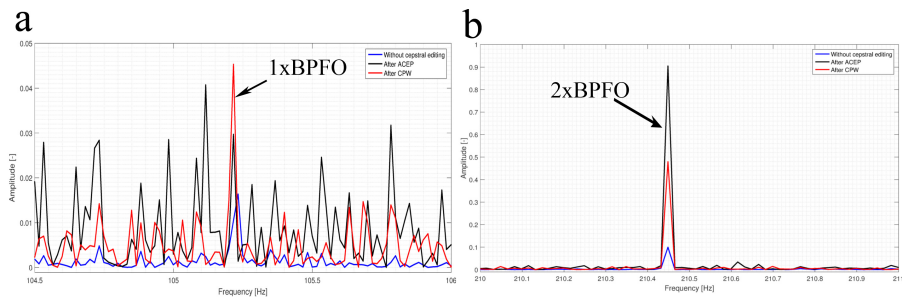 a
b
0.05
0.04
0.03
0.02
0.01
0
Amplitude [-]
1xBPFO
Without cepstral editing
After ACEP
After CPW
104.5
105
105.5
106
Frequency [Hz]
1
0.9
0.8
0.7
0.6
0.5
0.4
0.3
0.2
0.1
0
Amplitude [-]
2xBPFO
Without cepstral editing
After ACEP
After CPW
210
210.1
210.2
210.3
210.4
210.5
210.6
210.7
210.8
210.9
211
Frequency [Hz]